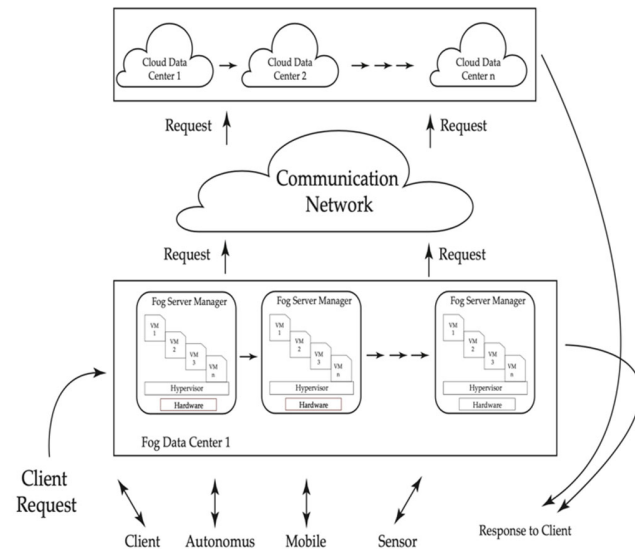 Cloud Data
Center 1
Cloud Data
Center 2
Cloud Data
Center n
Request
Request
Communication
Network
Request
Request
Fog Server Manager
VM
1
VM
2
VM
3
VM
n
Hypervisor
Hardware
Fog Server Manager
VM
1
VM
2
VM
3
VM
n
Hypervisor
Hardware
Fog Server Manager
VM
1
VM
2
VM
3
VM
n
Hypervisor
Hardware
Fog Data Center 1
Client
Request
Client
Autonomus
Mobile
Sensor
Response to Client